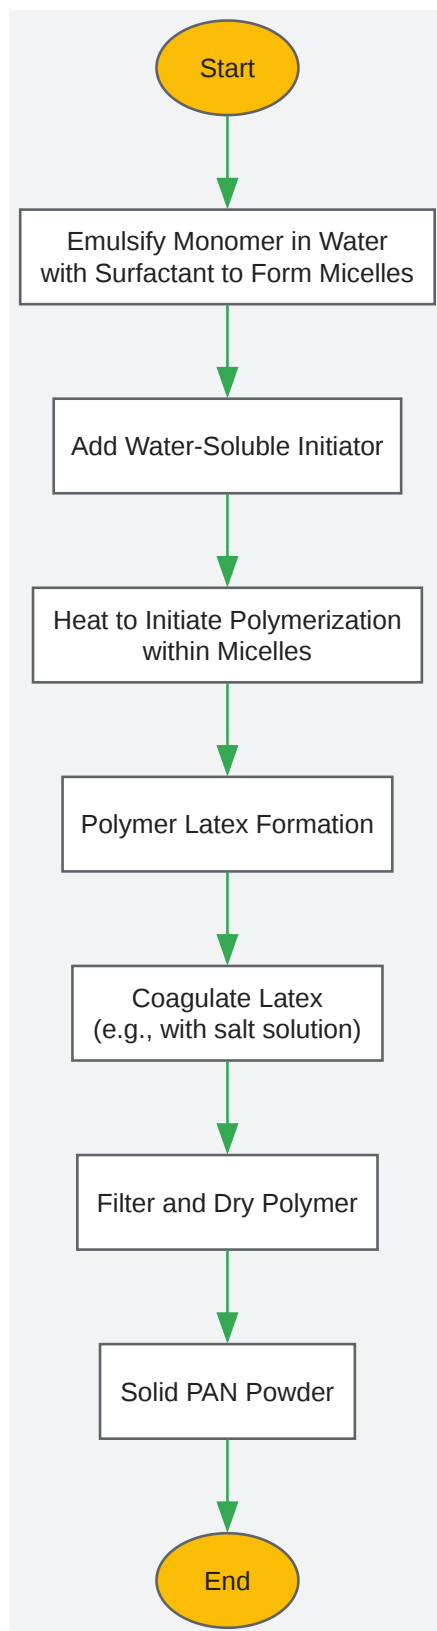 Start
Emulsify Monomer in Water
with Surfactant to Form Micelles
Add Water-Soluble Initiator
Heat to Initiate Polymerization
within Micelles
Polymer Latex Formation
Coagulate Latex
(e.g., with salt solution)
Filter and Dry Polymer
Solid PAN Powder
End